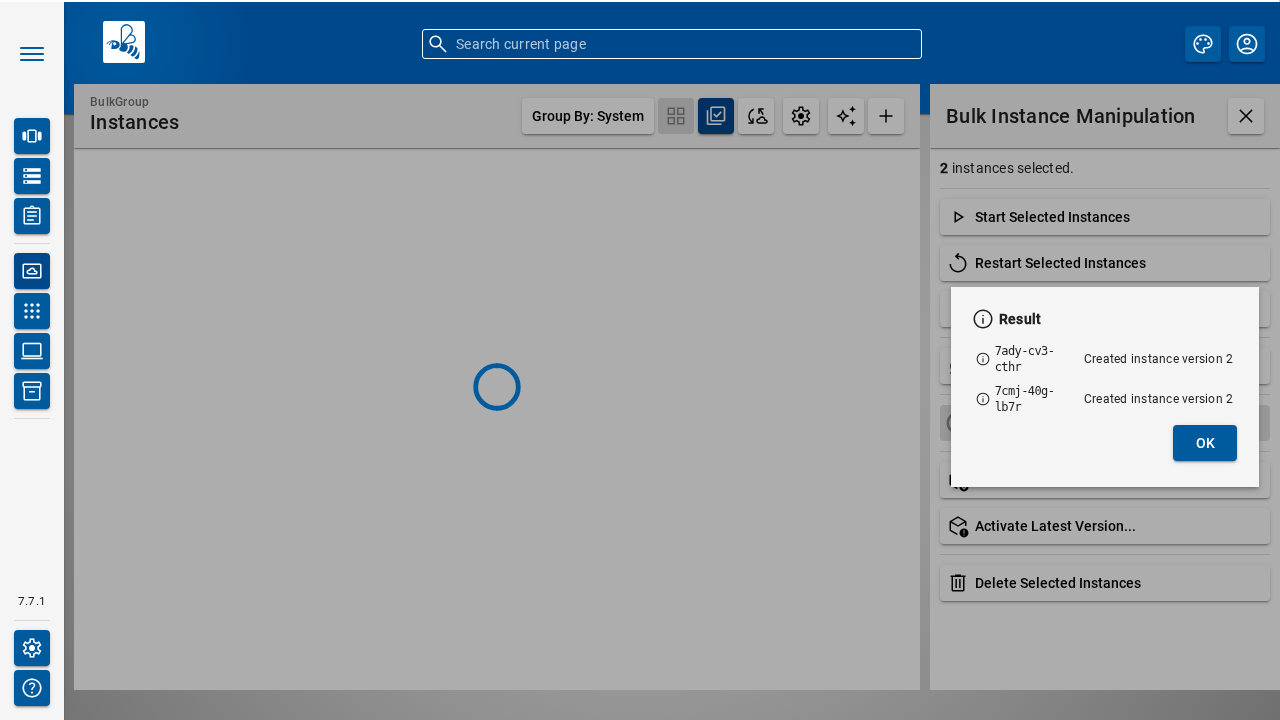 Search current page
BulkGroup
Instances
Group By: System
Bulk Instance Manipulation
2 instances selected.
Start Selected Instances
Restart Selected Instances
Result
7ady-cv3-
cthr
Created instance version 2
7cmj-40g-
lb7r
Created instance version 2
OK
Activate Latest Version...
Delete Selected Instances
7.7.1